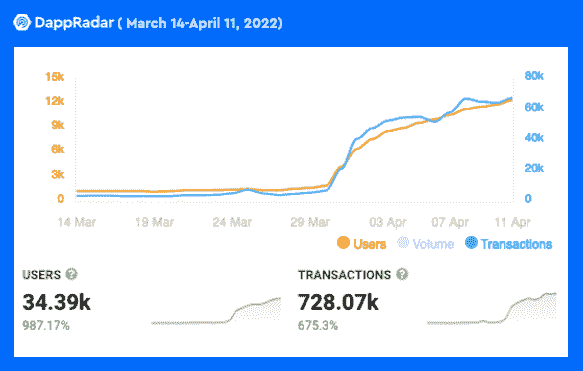 DappRadar ( March 14-April 11, 2022)
15k 80k
12k 60k
9k
6k 40k
3k 20k
0 0
14 Mar 19 Mar 24 Mar 29 Mar 03 Apr 07 Apr 11 Apr
Users Volume Transactions
USERS ? TRANSACTIONS ?
34.39k 728.07k
987.17% 675.3%